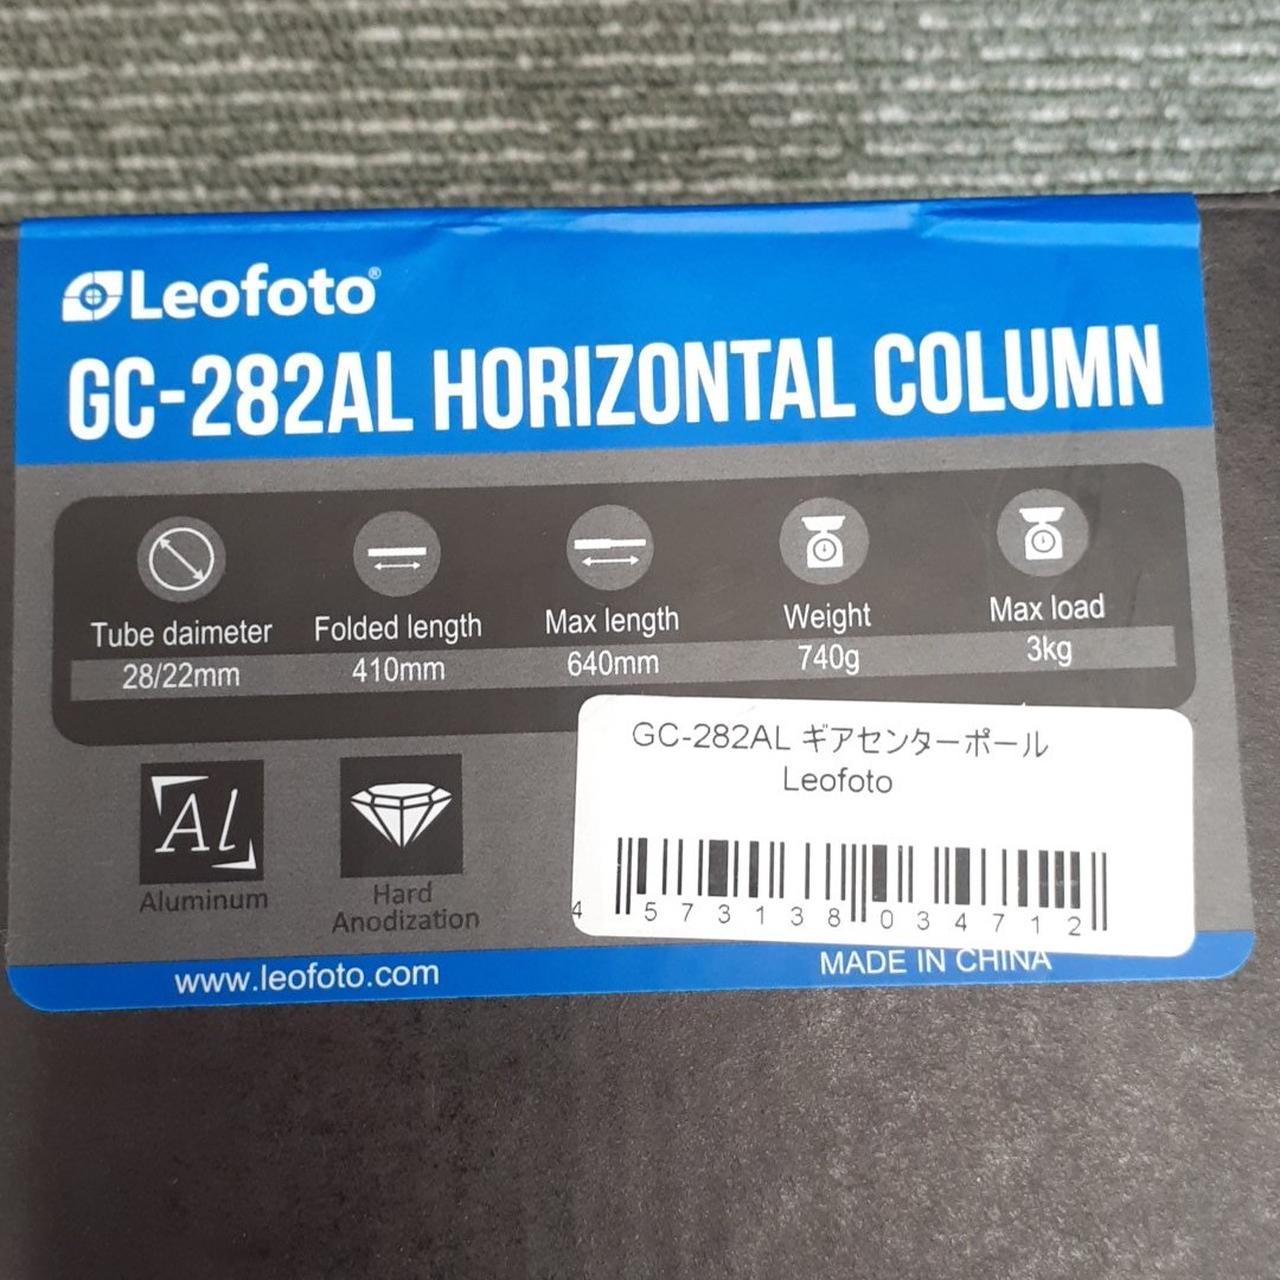 Leofoto®
GC-282AL HORIZONTAL COLUMN
Tube daimeter Folded length Max length Weight Max load
28/22mm 410mm 640mm 740g 3kg
GC-282AL ギアセンターポール
Leofoto
4 573138 034712
Al
Aluminum
Hard
Anodization
www.leofoto.com
MADE IN CHINA